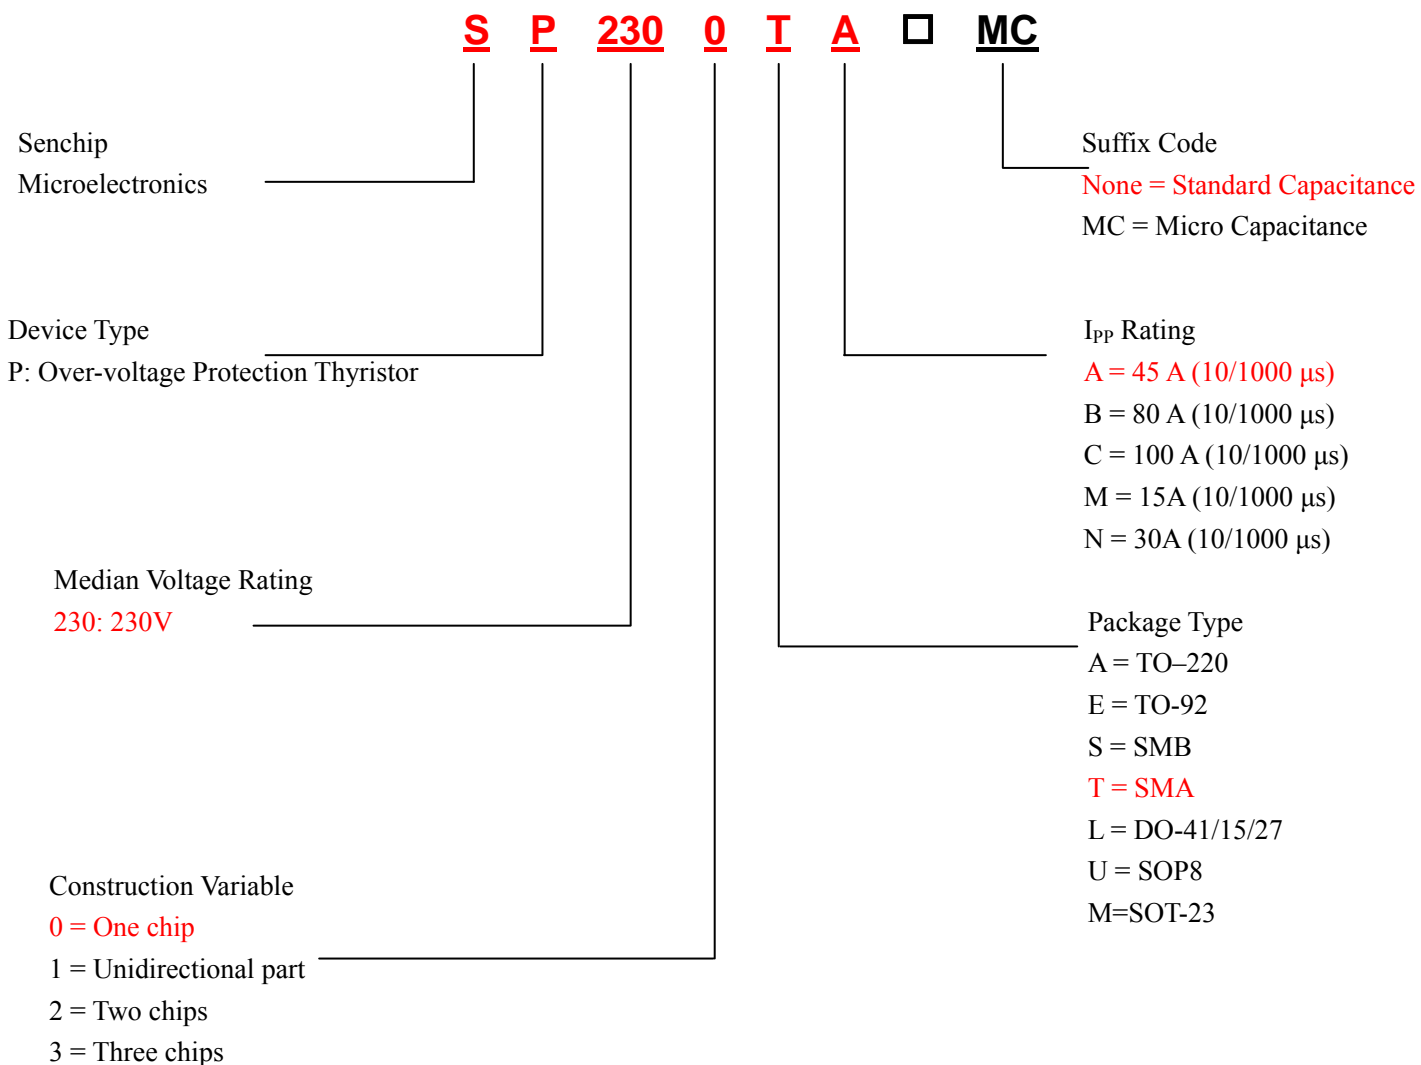 S P 230 0 T A □ MC
Senchip
Microelectronics
Suffix Code
None = Standard Capacitance
MC = Micro Capacitance
Device Type
P: Over-voltage Protection Thyristor
IPP Rating
A = 45 A (10/1000 μs)
B = 80 A (10/1000 μs)
C = 100 A (10/1000 μs)
M = 15A (10/1000 μs)
N = 30A (10/1000 μs)
Median Voltage Rating
230: 230V
Package Type
A = TO–220
E = TO-92
S = SMB
T = SMA
L = DO-41/15/27
U = SOP8
M=SOT-23
Construction Variable
0 = One chip
1 = Unidirectional part
2 = Two chips
3 = Three chips